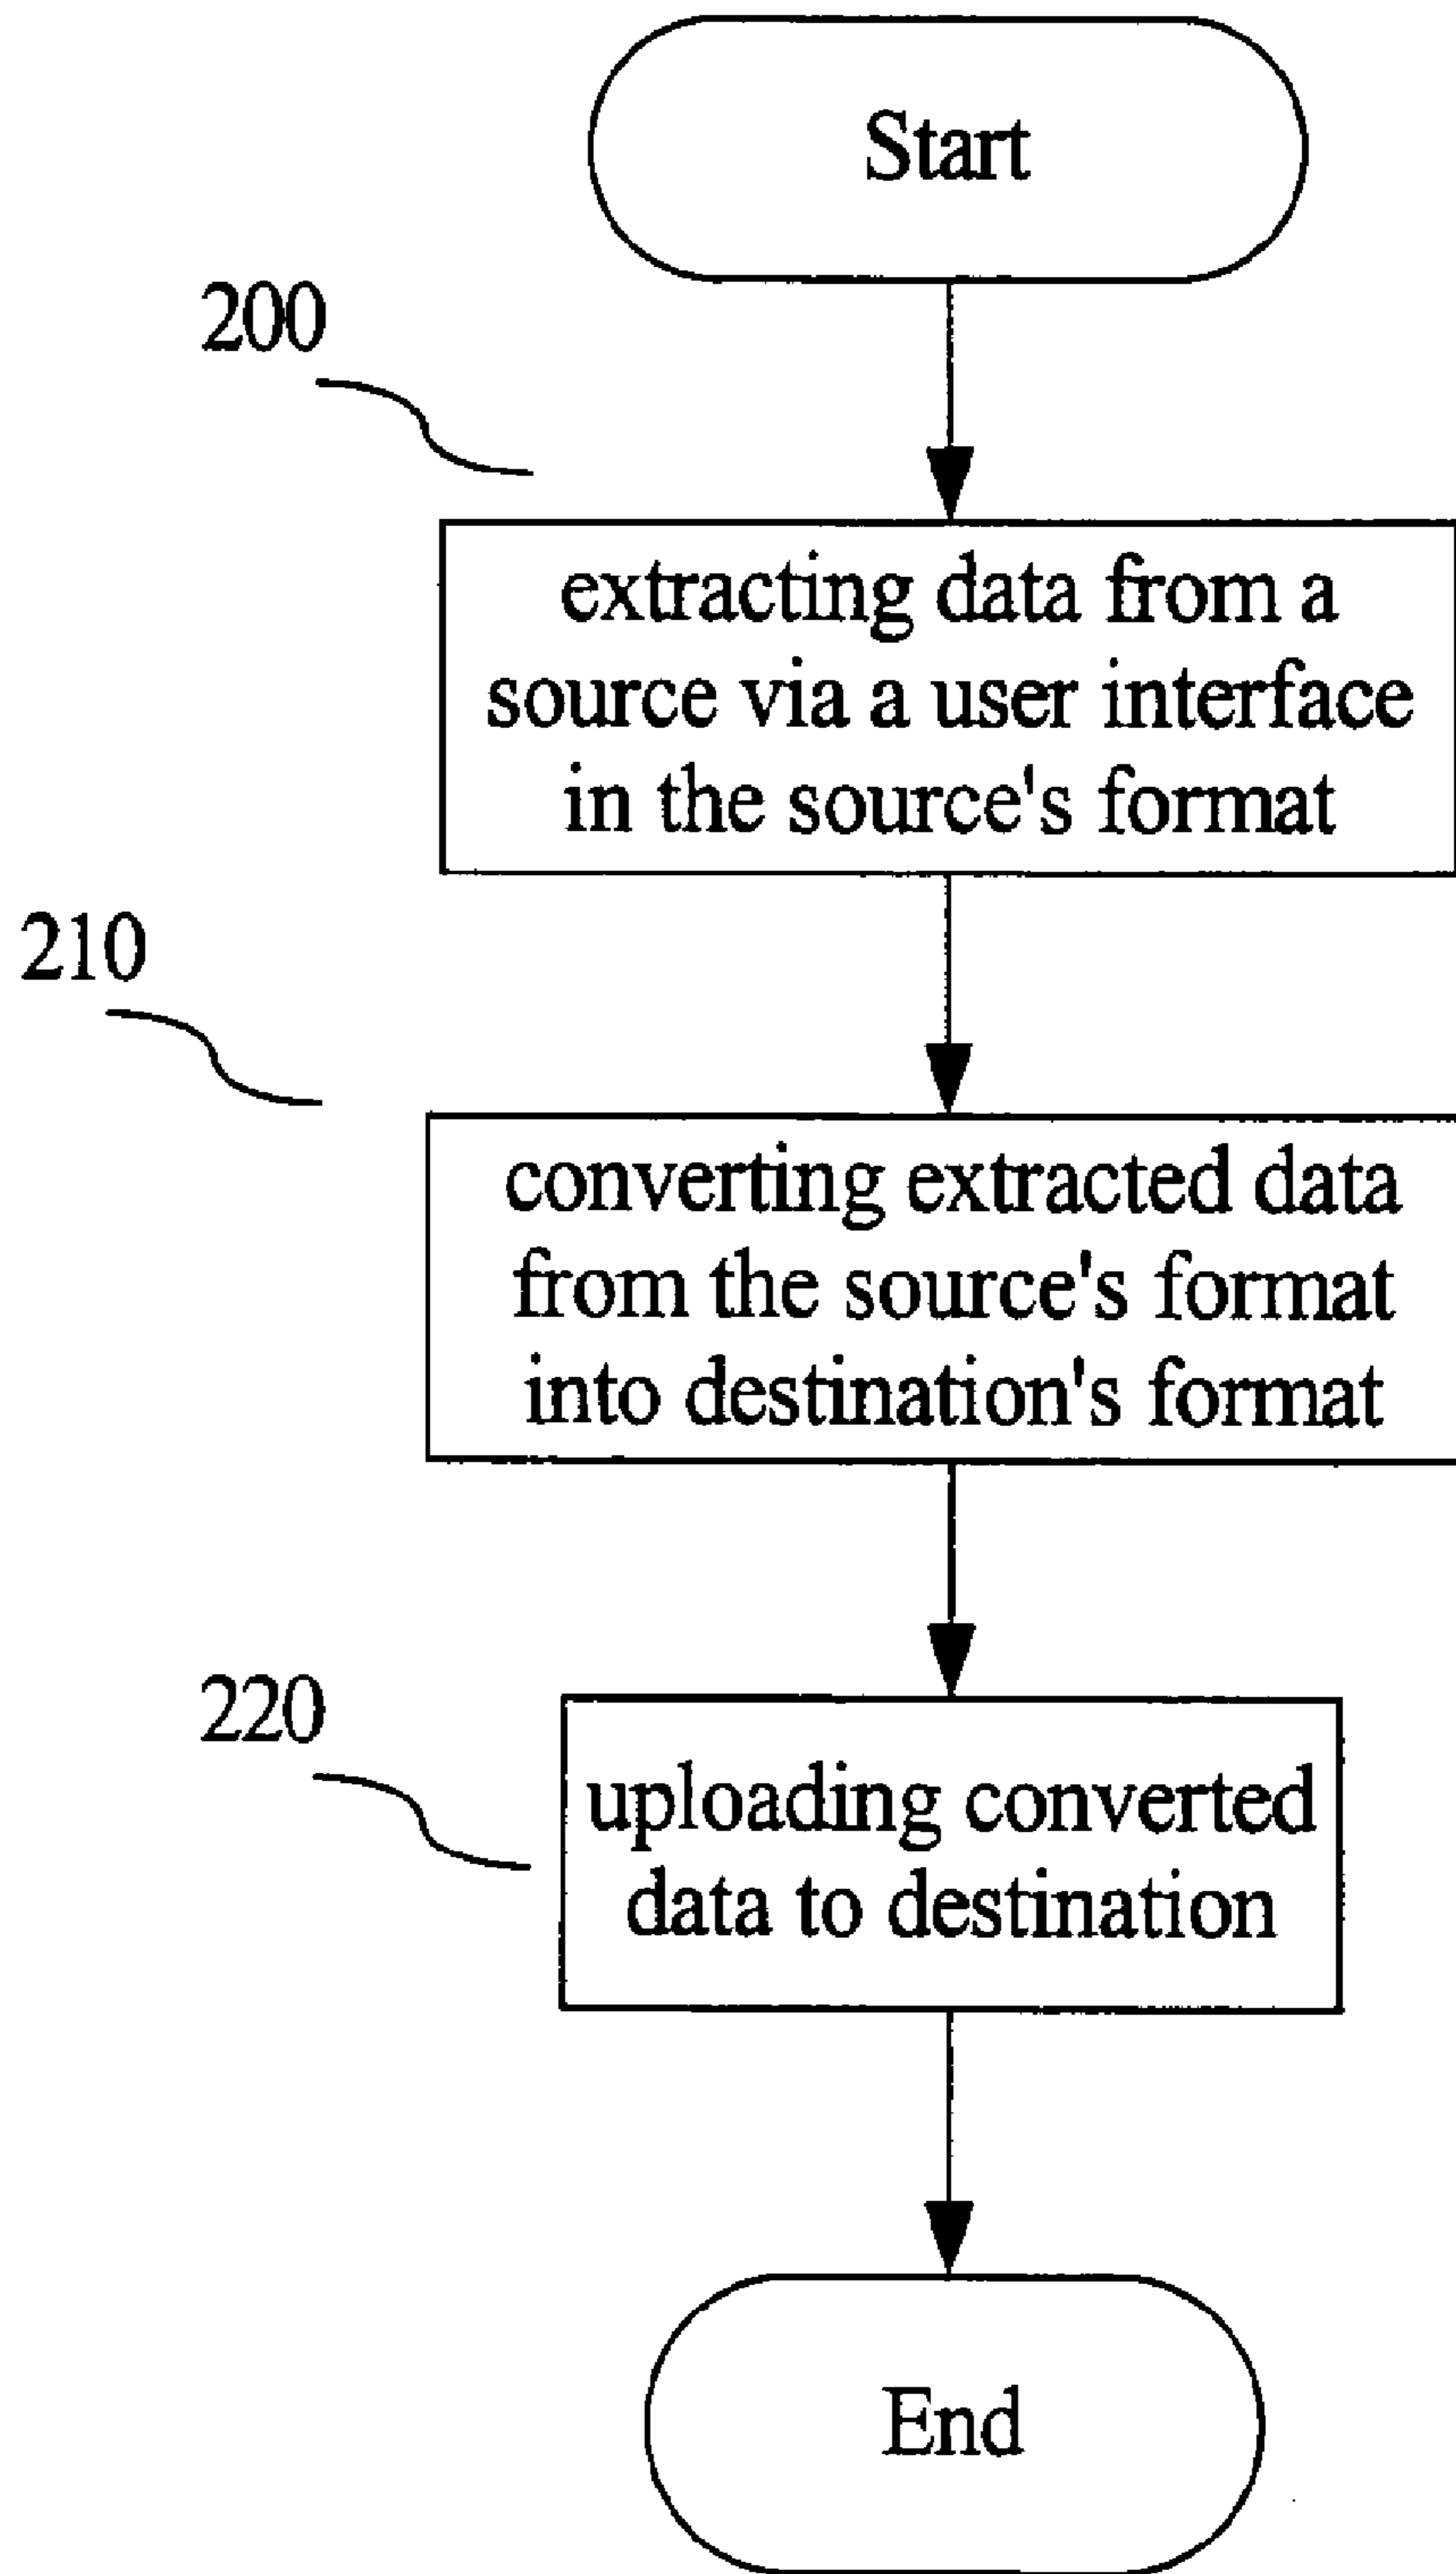 Start
200
extracting data from a
source via a user interface
in the source's format
210
converting extracted data
from the source's format
into destination's format
220
uploading converted
data to destination
End